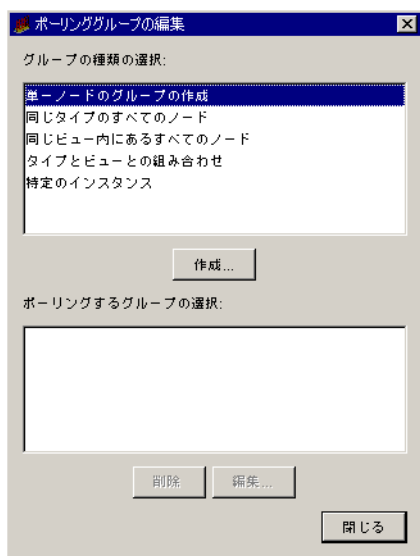 ポーリンググループの編集
グループの種類の選択:
単一ノードのグループの作成
同じタイプのすべてのノード
同じビュー内にあるすべてのノード
タイプとビューとの組み合わせ
特定のインスタンス
作成...
ポーリングするグループの選択:
削除
編集...
閉じる